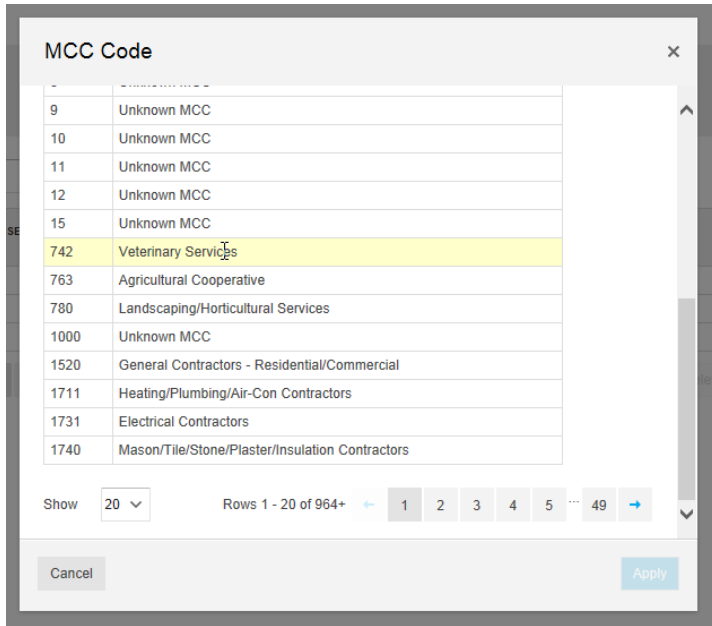 MCC Code ×
9 Unknown MCC
10 Unknown MCC
11 Unknown MCC
12 Unknown MCC
15 Unknown MCC
742 Veterinary Services
763 Agricultural Cooperative
780 Landscaping/Horticultural Services
1000 Unknown MCC
1520 General Contractors - Residential/Commercial
1711 Heating/Plumbing/Air-Con Contractors
1731 Electrical Contractors
1740 Mason/Tile/Stone/Plaster/Insulation Contractors
Show 20 Rows 1 - 20 of 964+ ← 1 2 3 4 5 ... 49 →
Cancel Apply